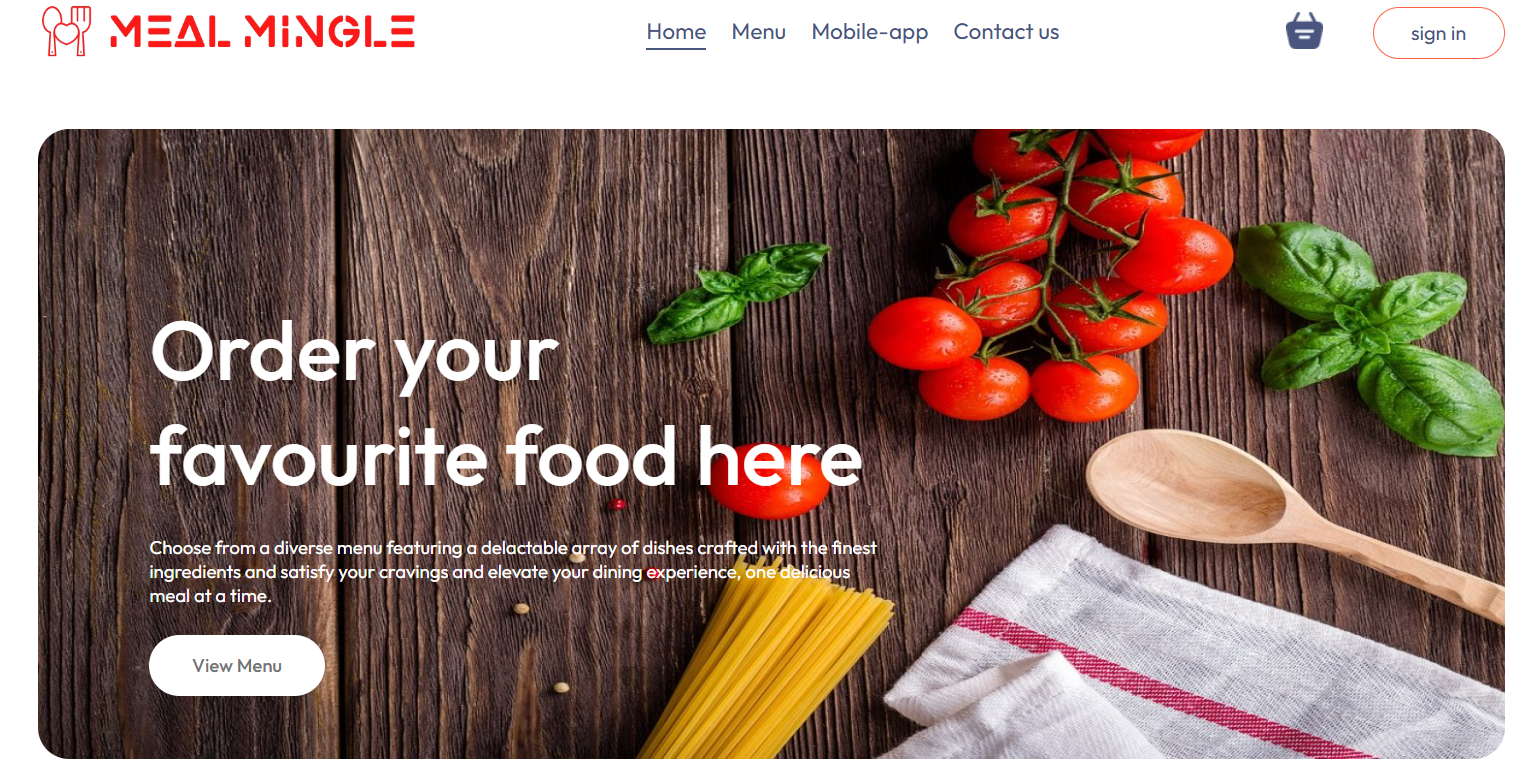 MEAL MINGLE
Home
Menu
Mobile-app
Contact us
sign in
Order your
favourite food here
Choose from a diverse menu featuring a delactable array of dishes crafted with the finest
ingredients and satisfy your cravings and elevate your dining experience, one delicious
meal at a time.
View Menu